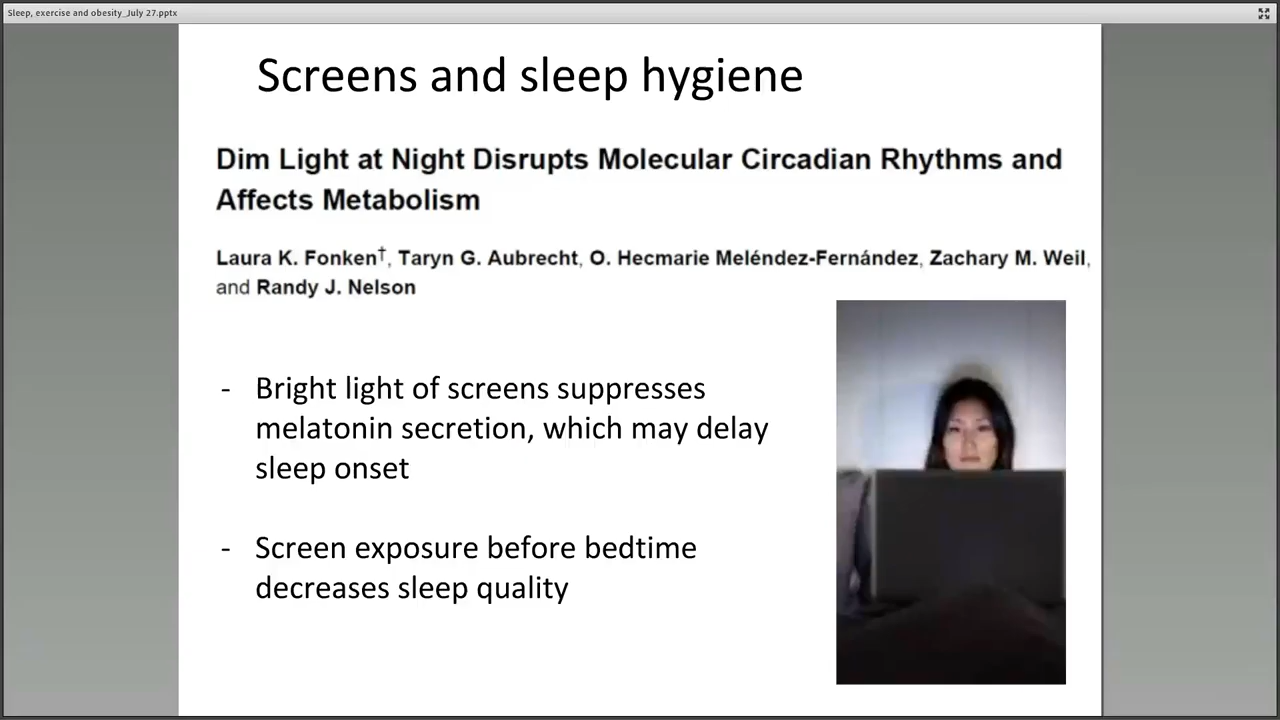 Sleep, exercise and obesity_July 27.pptx
Screens and sleep hygiene
Dim Light at Night Disrupts Molecular Circadian Rhythms and
Affects Metabolism
Laura K. Fonken†, Taryn G. Aubrecht, O. Hecmarie Meléndez-Fernández, Zachary M. Weil,
and Randy J. Nelson
- Bright light of screens suppresses
melatonin secretion, which may delay
sleep onset
- Screen exposure before bedtime
decreases sleep quality